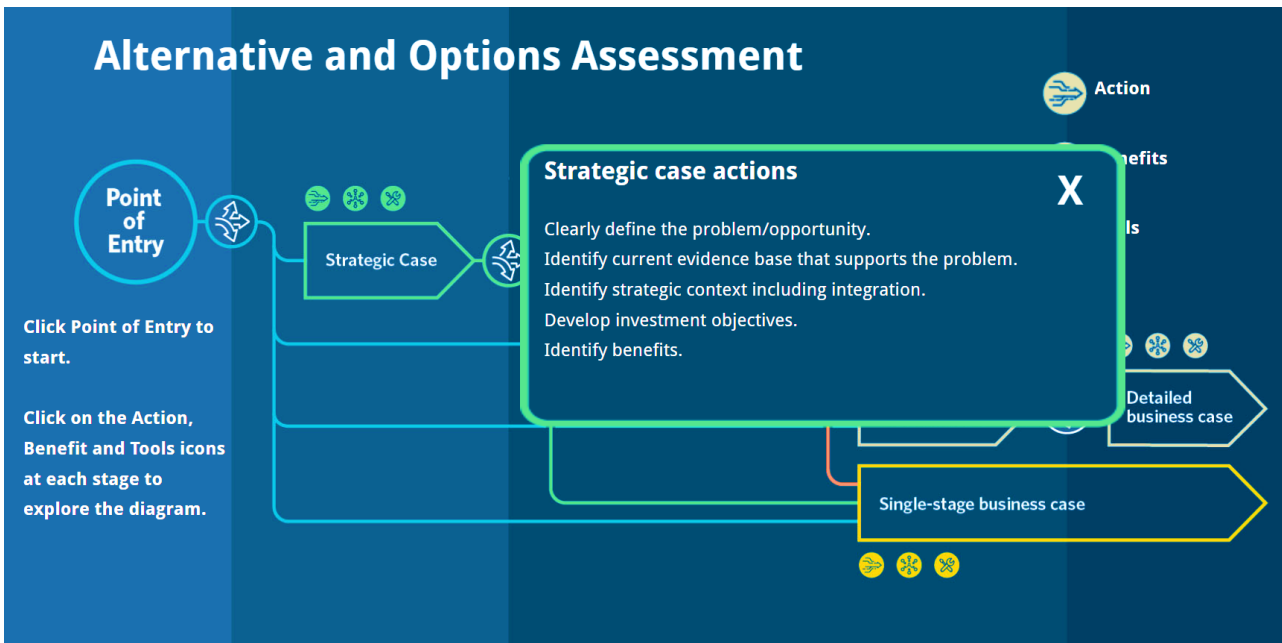 Alternative and Options Assessment
Action
Strategic case actions
X
Clearly define the problem/opportunity.
Identify current evidence base that supports the problem.
Identify strategic context including integration.
Develop investment objectives.
Identify benefits.
Point
of
Entry
Strategic Case
Click Point of Entry to
start.
Click on the Action,
Benefit and Tools icons
at each stage to
explore the diagram.
Detailed
business case
Single-stage business case